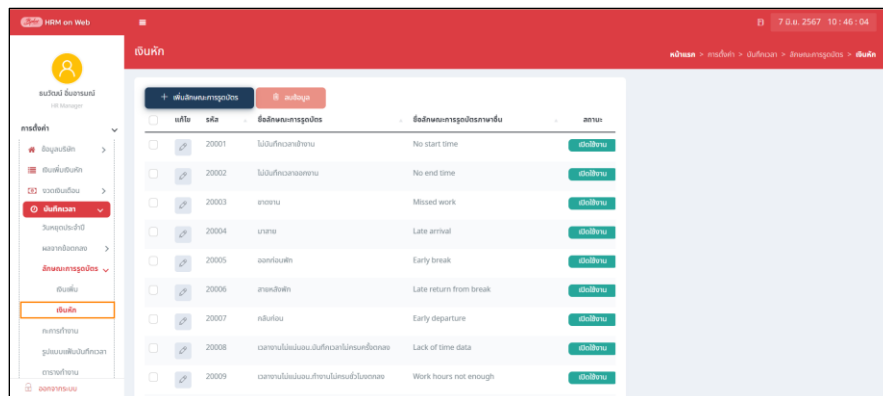 HRM on Web
7 มิ.ย. 2567 10:46:04
เงินหัก
หน้าแรก > การตั้งค่า > บันทึกเวลา > ลักษณะการรูดบัตร > เงินหัก
HR Manager
การตั้งค่า
ข้อมูลบริษัท
เงินเพิ่มเงินหัก
งวดเงินเดือน
บันทึกเวลา
วันหยุดประจำปี
ผลจากข้อตกลง
ลักษณะการรูดบัตร
เงินเพิ่ม
เงินหัก
กะการทำงาน
รูปแบบแฟ้มบันทึกเวลา
ตารางทำงาน
ออกจากระบบ
+ เพิ่มลักษณะการรูดบัตร ลบข้อมูล
แก้ไข รหัส ชื่อลักษณะการรูดบัตร ชื่อลักษณะการรูดบัตรภาษาอื่น สถานะ
20001 ไม่บันทึกเวลาเข้างาน No start time เปิดใช้งาน
20002 ไม่บันทึกเวลาออกงาน No end time เปิดใช้งาน
20003 ขาดงาน Missed work เปิดใช้งาน
20004 มาสาย Late arrival เปิดใช้งาน
20005 ออกก่อนพัก Early break เปิดใช้งาน
20006 สายหลังพัก Late return from break เปิดใช้งาน
20007 กลับก่อน Early departure เปิดใช้งาน
20008 เวลางานไม่แน่นอน.บันทึกเวลาไม่ครบครั้งตกลง Lack of time data เปิดใช้งาน
20009 เวลางานไม่แน่นอน.ทำงานไม่ครบชั่วโมงตกลง Work hours not enough เปิดใช้งาน